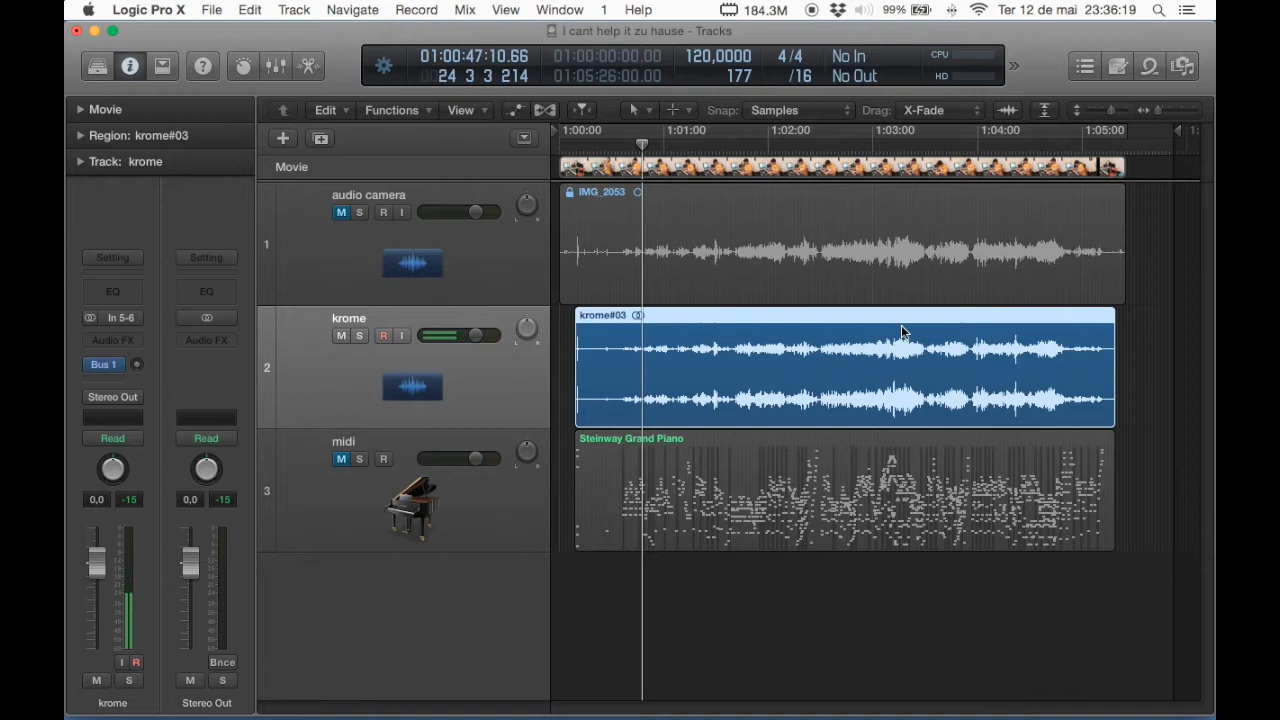 Logic Pro X File Edit Track Navigate Record Mix View Window 1 Help 184.3M 99% Ter 12 de mai 23:36:19
I cant help it zu hause - Tracks
01:00:47:10.66 01:00:00:00.00 120,0000 4/4 No In CPU
24 3 3 214 01:05:26:00.00 177 /16 No Out HD
Movie
Region: krome#03
Track: krome
Edit Functions View Snap: Samples Drag: X-Fade
1:00:00 1:01:00 1:02:00 1:03:00 1:04:00 1:05:00 1:
Movie
1
audio camera
M S R I
L R
IMG_2053
2
krome
M S R I
L R
krome#03
3
midi
M S R
L R
Steinway Grand Piano
Setting Setting
EQ EQ
In 5-6
Audio FX Audio FX
Bus 1
Stereo Out
Read Read
0,0 -15 0,0 -15
I R Bnce
M S M S
krome Stereo Out